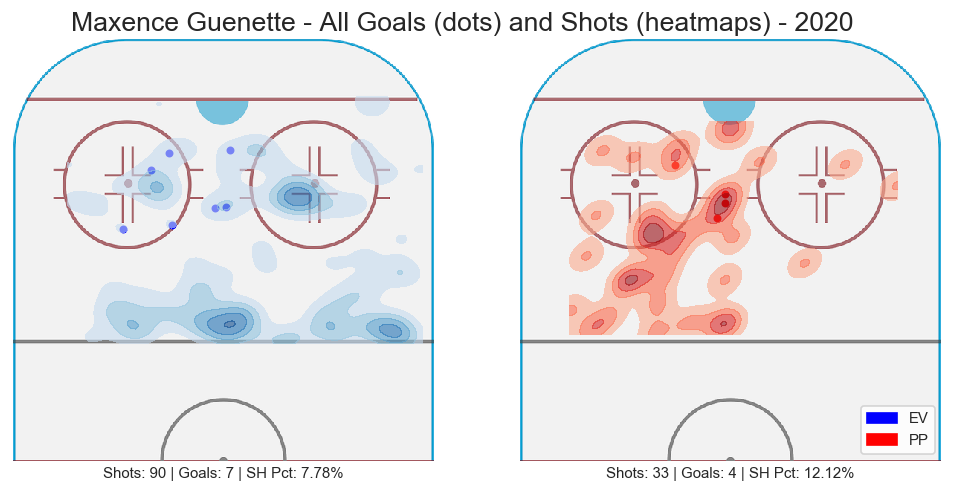 Maxence Guenette - All Goals (dots) and Shots (heatmaps) - 2020
EV
PP
Shots: 90 | Goals: 7 | SH Pct: 7.78%
Shots: 33 | Goals: 4 | SH Pct: 12.12%